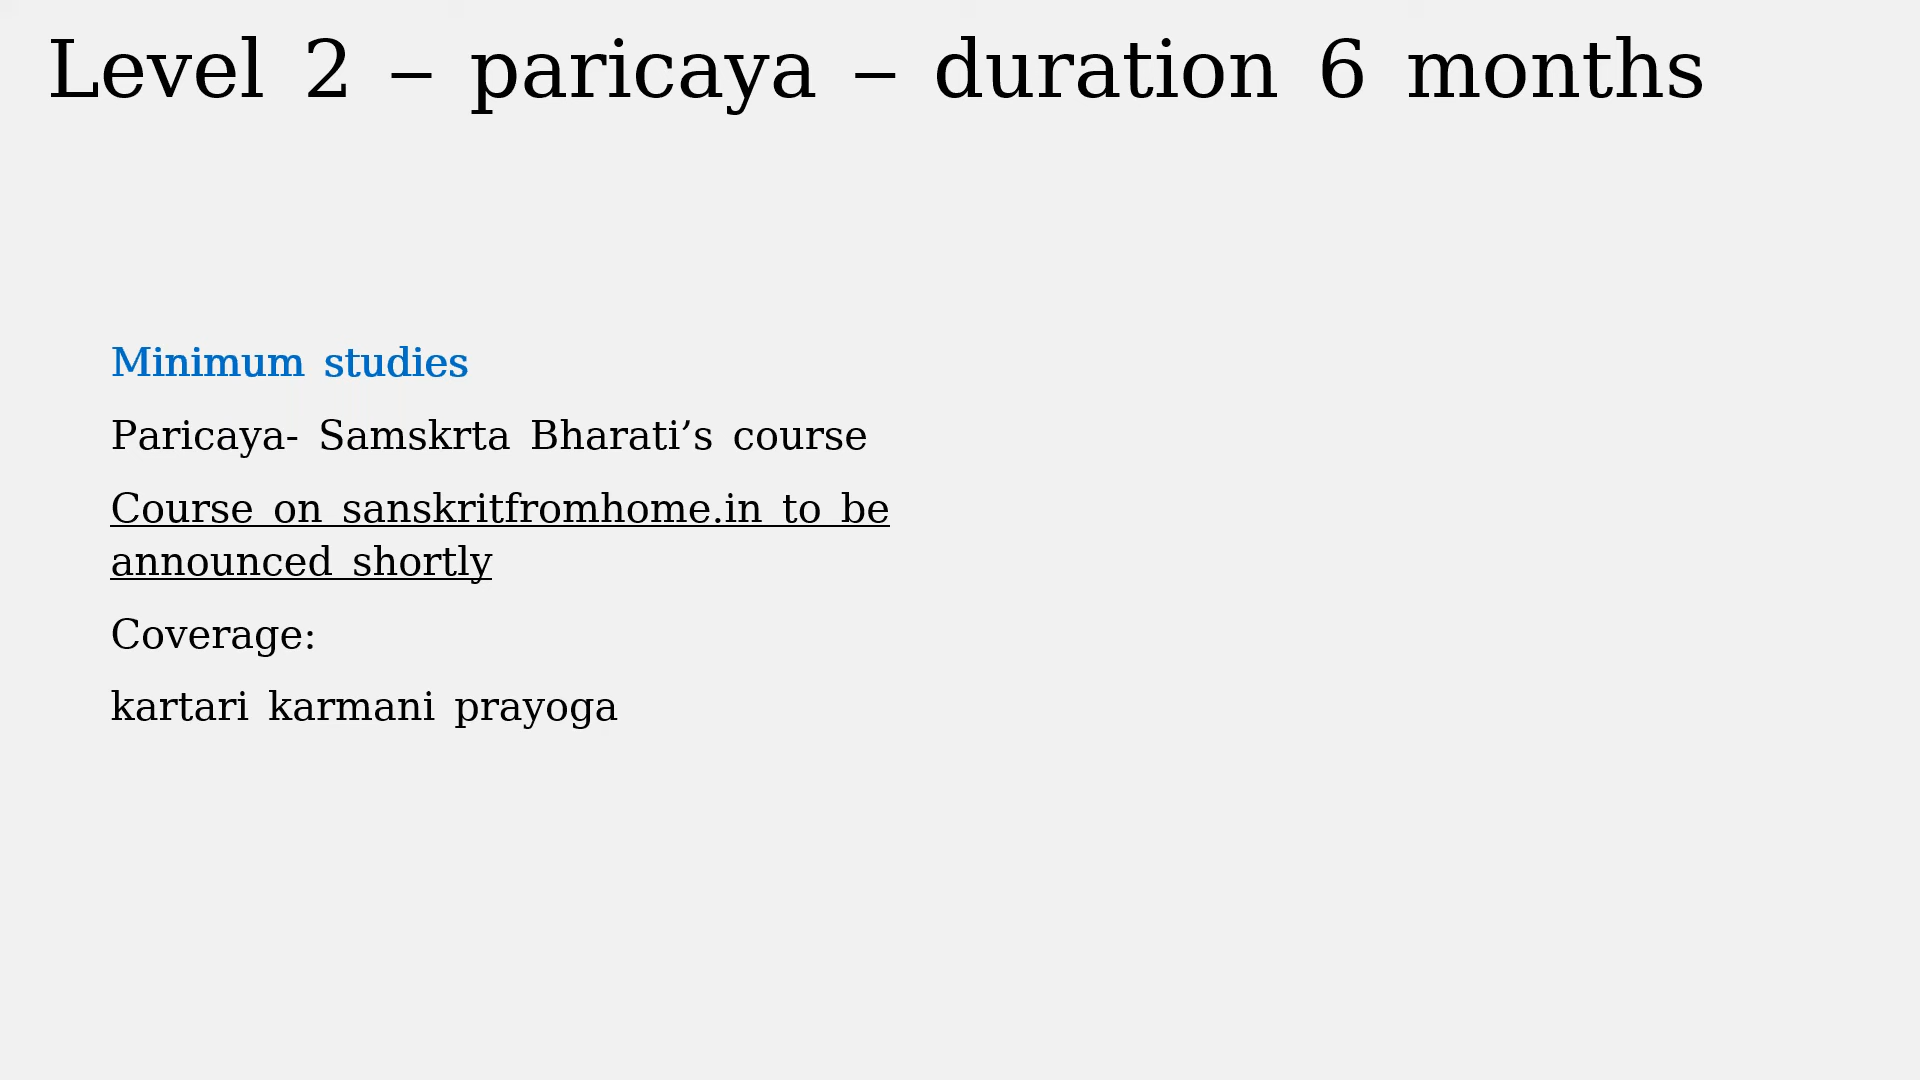 Level 2 – paricaya – duration 6 months
Minimum studies
Paricaya- Samskrta Bharati’s course
Course on sanskritfromhome.in to be
announced shortly
Coverage:
kartari karmani prayoga